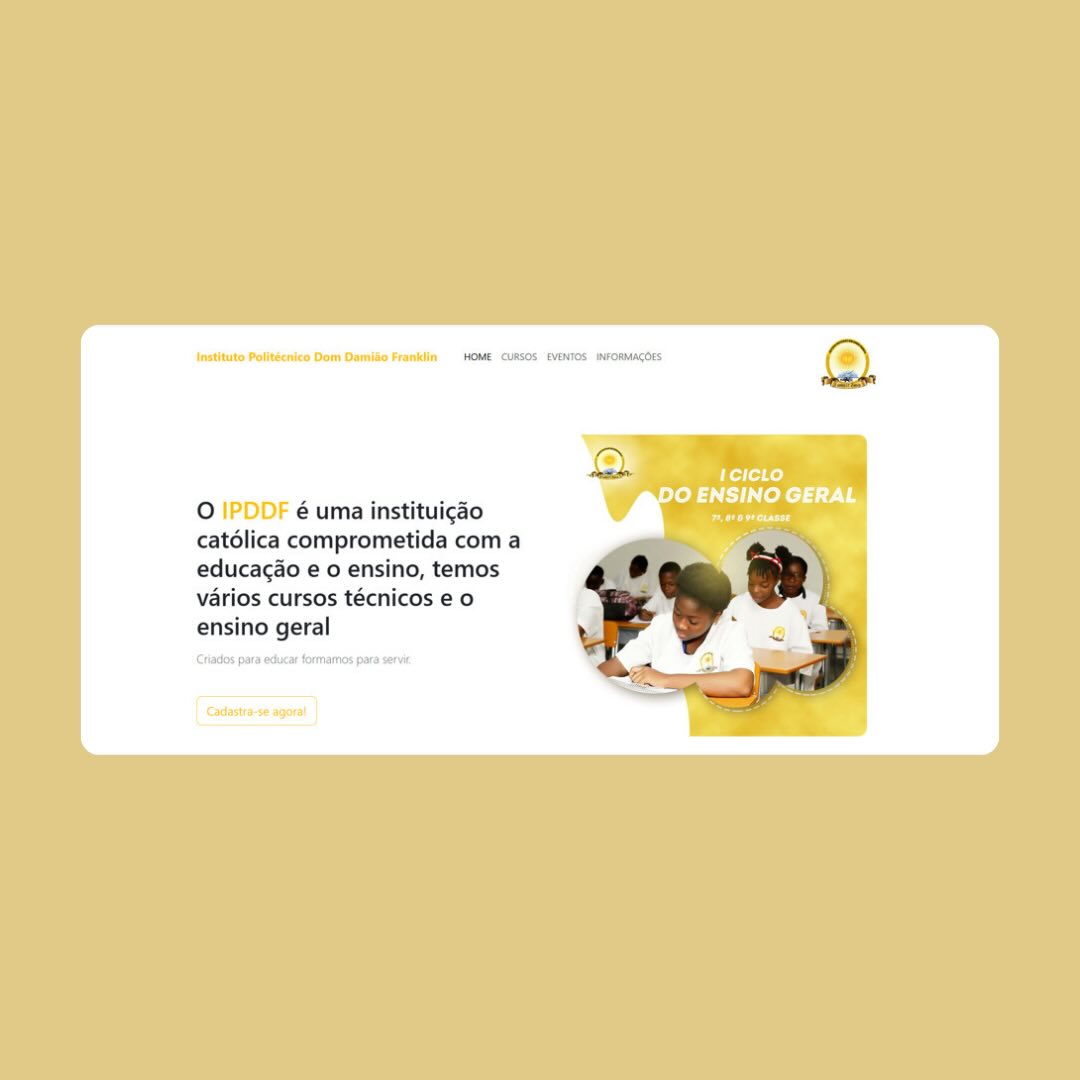 Instituto Politécnico Dom Damião Franklin
HOME CURSOS EVENTOS INFORMAÇÕES
O IPDDF é uma instituição
católica comprometida com a
educação e o ensino, temos
vários cursos técnicos e o
ensino geral
Criados para educar formamos para servir.
Cadastra-se agora!
I CICLO
DO ENSINO GERAL
7ª, 8ª & 9ª CLASSE